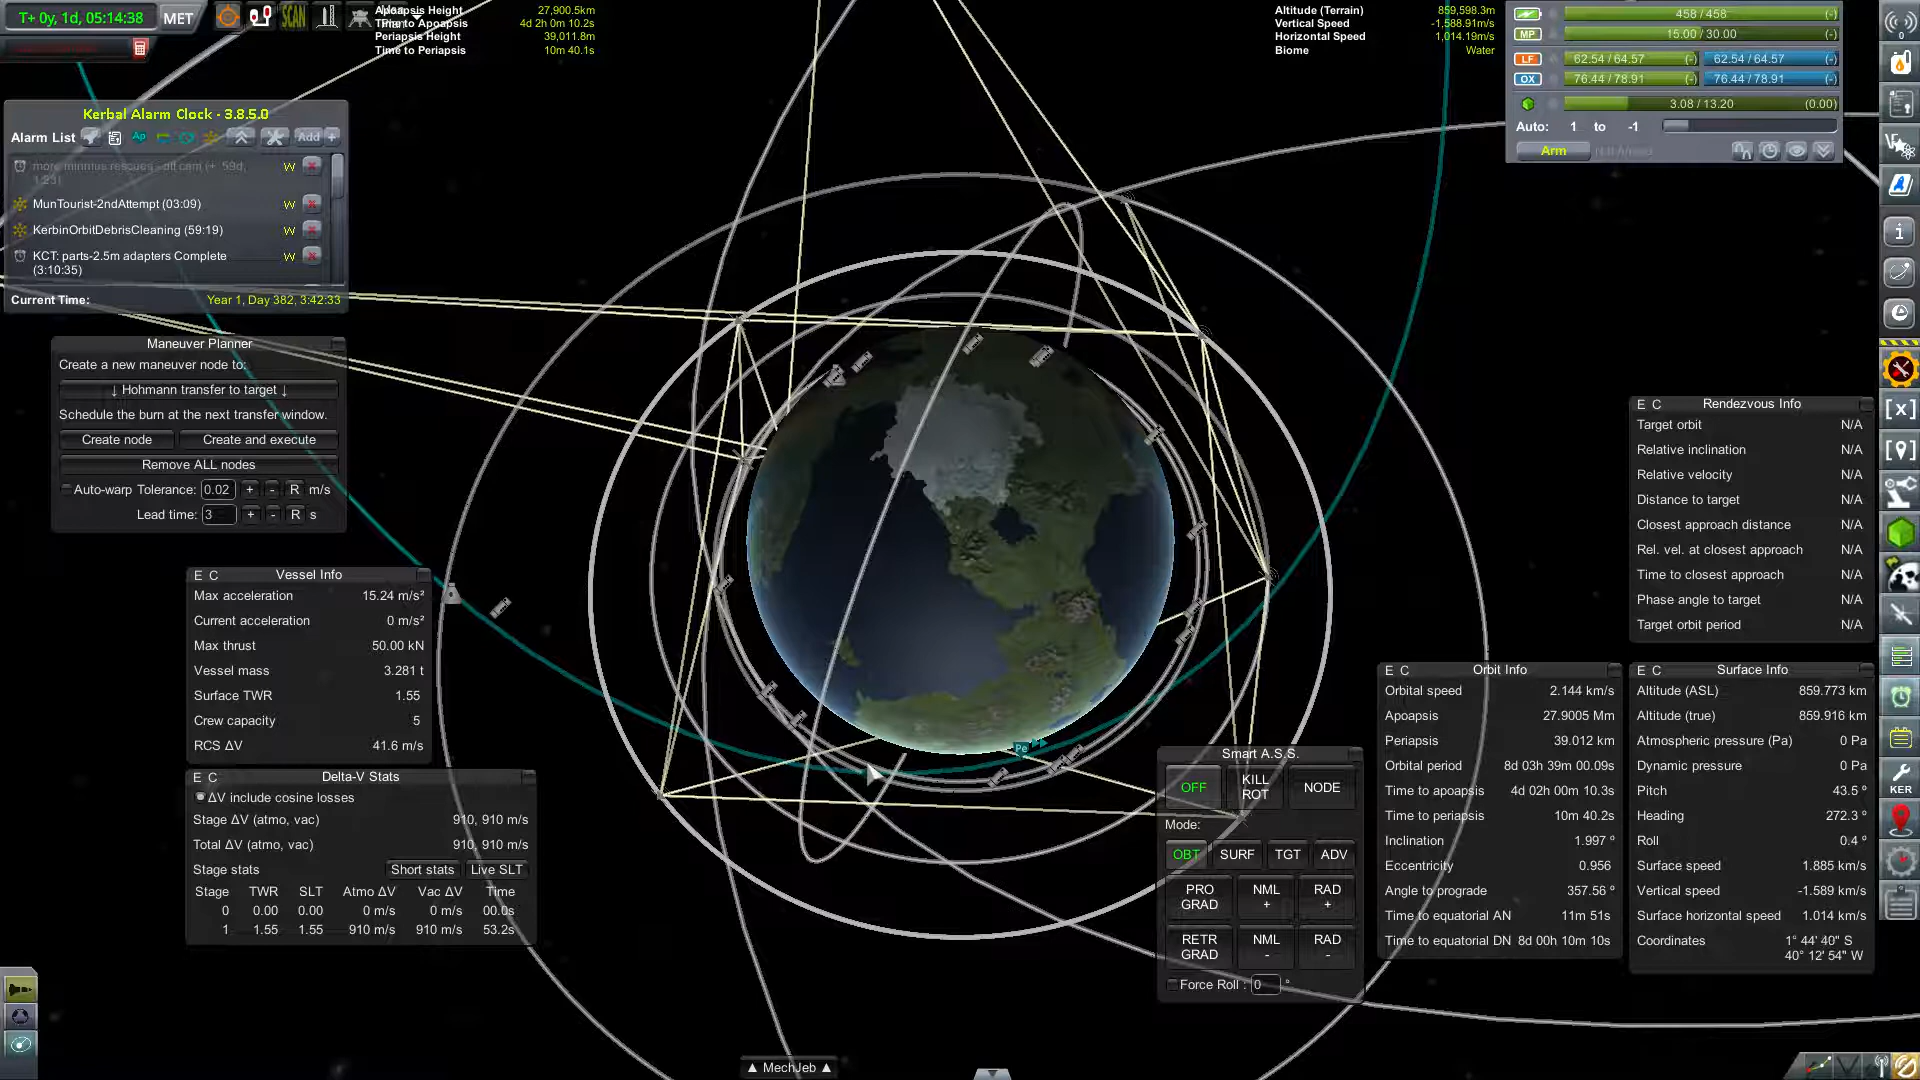 T+ 0y, 1d, 05:14:38 MET
SCAN
Apoapsis Height 27,900.5km
Time to Apoapsis 4d 2h 0m 10.2s
Periapsis Height 39,011.8m
Time to Periapsis 10m 40.1s
Altitude (Terrain) 859,598.3m
Vertical Speed -1,588.91m/s
Horizontal Speed 1,014.19m/s
Biome Water
458 / 458 (-)
MP 15.00 / 30.00 (-)
LF 62.54 / 64.57 (-) 62.54 / 64.57 (-)
OX 76.44 / 78.91 (-) 76.44 / 78.91 (-)
3.08 / 13.20 (0.00)
Auto: 1 to -1
Arm
0
Kerbal Alarm Clock - 3.8.5.0
Alarm List Ap Add +
MunTourist-2ndAttempt (03:09) W
KerbinOrbitDebrisCleaning (59:19) W
KCT: parts-2.5m adapters Complete W
(3:10:35)
Current Time: Year 1, Day 382, 3:42:33
Maneuver Planner
Create a new maneuver node to:
↓ Hohmann transfer to target ↓
Schedule the burn at the next transfer window.
Create node Create and execute
Remove ALL nodes
Auto-warp Tolerance: 0.02 + - R m/s
Lead time: 3 + - R s
E C Vessel Info
Max acceleration 15.24 m/s²
Current acceleration 0 m/s²
Max thrust 50.00 kN
Vessel mass 3.281 t
Surface TWR 1.55
Crew capacity 5
RCS ΔV 41.6 m/s
E C Delta-V Stats
ΔV include cosine losses
Stage ΔV (atmo, vac) 910, 910 m/s
Total ΔV (atmo, vac) 910, 910 m/s
Stage stats Short stats Live SLT
Stage TWR SLT Atmo ΔV Vac ΔV Time
0 0.00 0.00 0 m/s 0 m/s 00.0s
1 1.55 1.55 910 m/s 910 m/s 53.2s
Pe
E C Rendezvous Info
Target orbit N/A
Relative inclination N/A
Relative velocity N/A
Distance to target N/A
Closest approach distance N/A
Rel. vel. at closest approach N/A
Time to closest approach N/A
Phase angle to target N/A
Target orbit period N/A
Smart A.S.S.
OFF KILL ROT NODE
Mode:
OBT SURF TGT ADV
PRO GRAD NML + RAD +
RETR GRAD NML - RAD -
Force Roll : 0 °
E C Orbit Info
Orbital speed 2.144 km/s
Apoapsis 27.9005 Mm
Periapsis 39.012 km
Orbital period 8d 03h 39m 00.09s
Time to apoapsis 4d 02h 00m 10.3s
Time to periapsis 10m 40.2s
Inclination 1.997 º
Eccentricity 0.956
Angle to prograde 357.56 º
Time to equatorial AN 11m 51s
Time to equatorial DN 8d 00h 10m 10s
E C Surface Info
Altitude (ASL) 859.773 km
Altitude (true) 859.916 km
Atmospheric pressure (Pa) 0 Pa
Dynamic pressure 0 Pa
Pitch 43.5 º
Heading 272.3 º
Roll 0.4 º
Surface speed 1.885 km/s
Vertical speed -1.589 km/s
Surface horizontal speed 1.014 km/s
Coordinates 1° 44' 40" S
40° 12' 54" W
KER
▲ MechJeb ▲